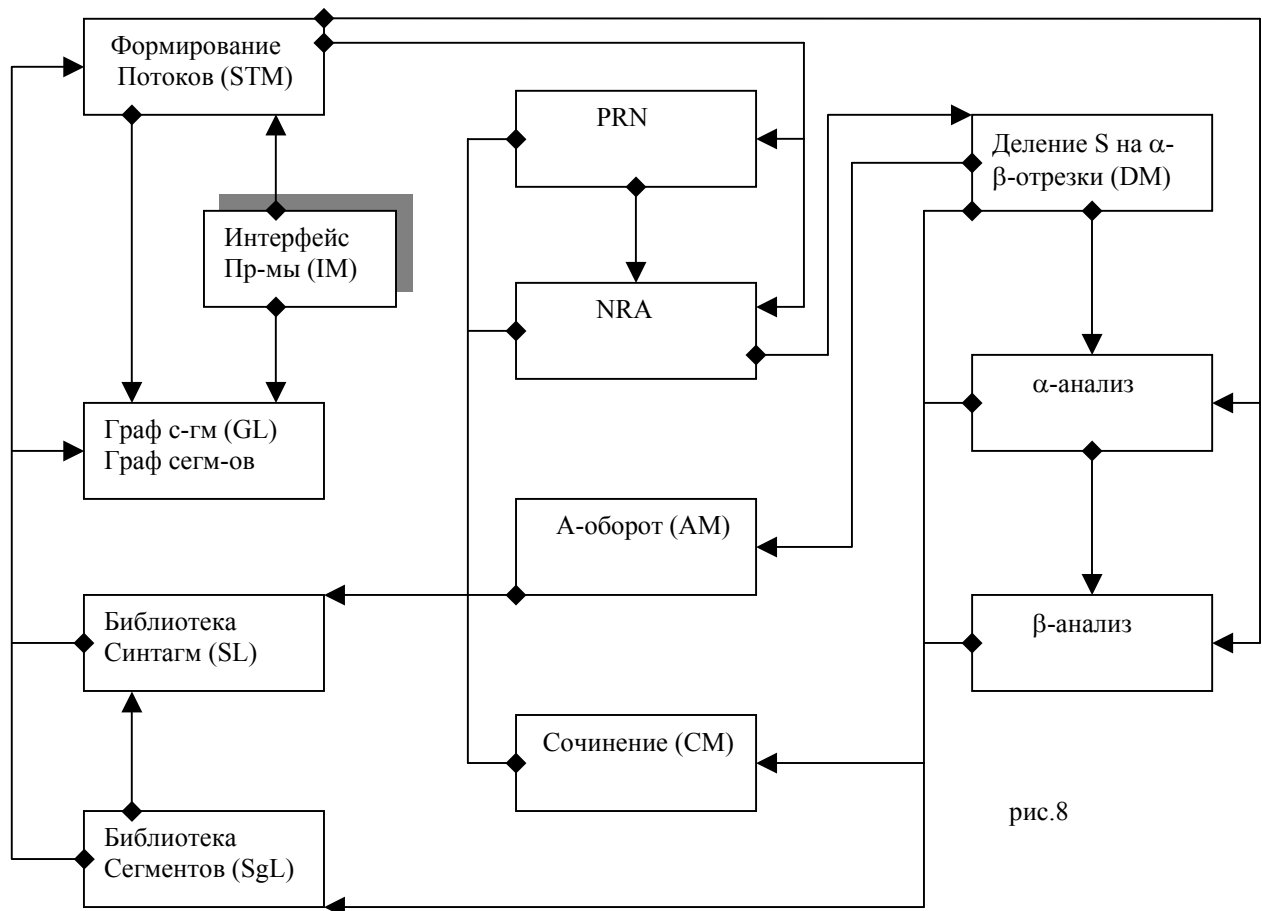 Формирование
Потоков (STM)
PRN
Деление S на α-
β-отрезки (DM)
Интерфейс
Пр-мы (IM)
NRA
α-анализ
Граф с-гм (GL)
Граф сегм-ов
А-оборот (AM)
Библиотека
Синтагм (SL)
β-анализ
Сочинение (CM)
Библиотека
Сегментов (SgL)
рис.8